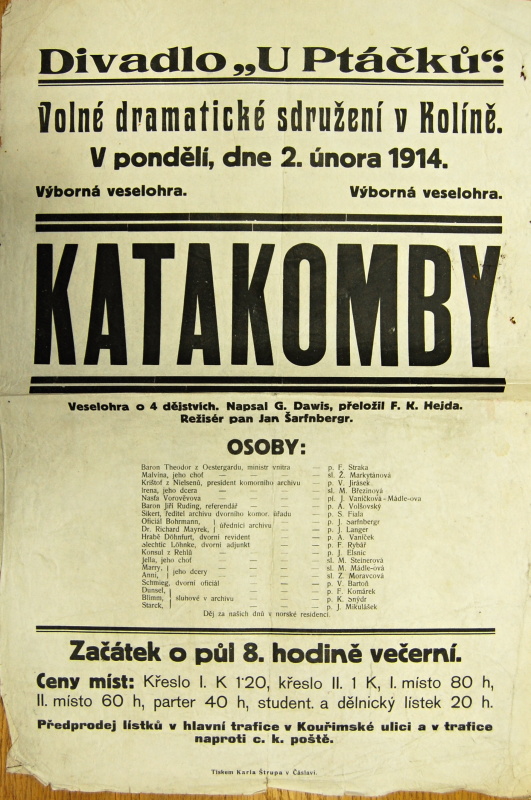 Divadlo „U Ptáčků“:
Volné dramatické sdružení v Kolíně.
V pondělí, dne 2. února 1914.
Výborná veselohra. Výborná veselohra.
KATAKOMBY
Veselohra o 4 dějstvích. Napsal G. Dawis, přeložil F. K. Hejda.
Režisér pan Jan Šarfnbergr.
OSOBY:
Baron Theodor z Oestergardu, ministr vnitra — p. F. Straka
Malvina, jeho choť — — — — sl. Ž. Markytánová
Krištof z Nielsenů, president komorního archivu — p. V. Jirásek
Irena, jeho dcera — — — — sl. M. Březinová
Nasťa Vorověvova — — — — pí. J. Vaníčková-Mádle-ova
Baron Jiří Ruding, referendář — — — p. A. Volšovský
Sikert, ředitel archivu dvorního komor. úřadu — p. S. Fiala
Oficiál Bohrmann, } úředníci archivu — — p. J. Šarfnbergr
Dr. Richard Mayrek, — p. J. Langer
Hrabě Döhnfurt, dvorní revident — — p. A. Vaníček
Šlechtic Löhnke, dvorní adjunkt — — p. F. Rybář
Konsul z Rehlů — — — — p. J. Elsnic
Jella, jeho choť — — — — sl. M. Steinerová
Marry, } jeho dcery — — — sl. M. Mádle-ova
Anni, sl. Z. Moravcová
Schmieg, dvorní oficiál — — — p. V. Bartoň
Dunsel, p. F. Komárek
Blimm, } sluhové v archivu — — — p. K. Šnýdr
Starck, p. J. Mikulášek
Děj za našich dnů v norské residenci.
Začátek o půl 8. hodině večerní.
Ceny míst: Křeslo I. K 1·20, křeslo II. 1 K, I. místo 80 h,
II. místo 60 h, parter 40 h, student. a dělnický lístek 20 h.
Předprodej lístků v hlavní trafice v Kouřimské ulici a v trafice
naproti c. k. poště.
Tiskem Karla Štrupa v Čáslavi.